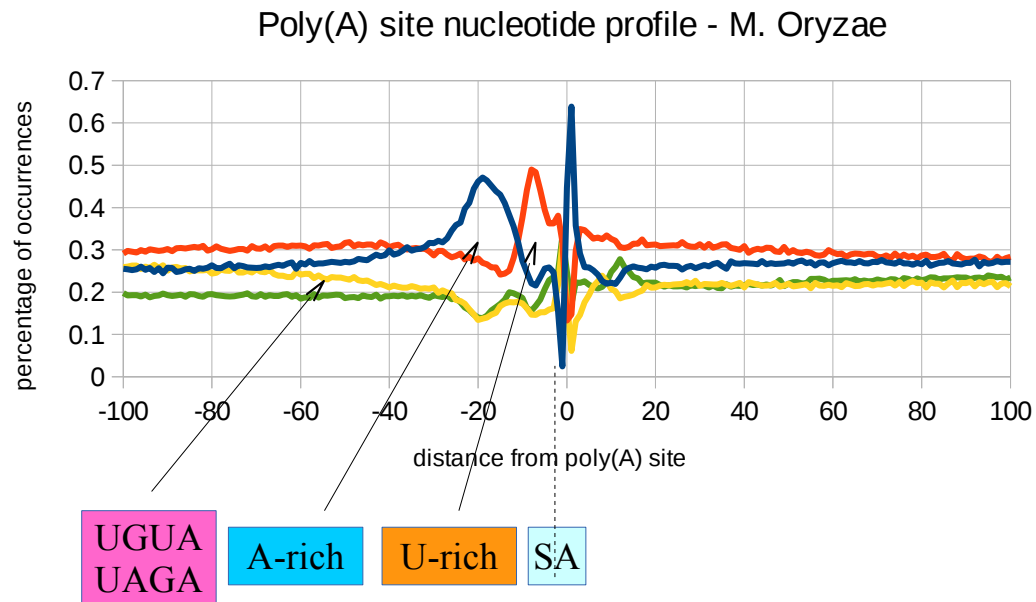 Poly(A) site nucleotide profile - M. Oryzae
percentage of occurrences
0.7
0.6
0.5
0.4
0.3
0.2
0.1
0
-100 -80 -60 -40 -20 0 20 40 60 80 100
distance from poly(A) site
UGUA
UAGA
A-rich
U-rich
SA